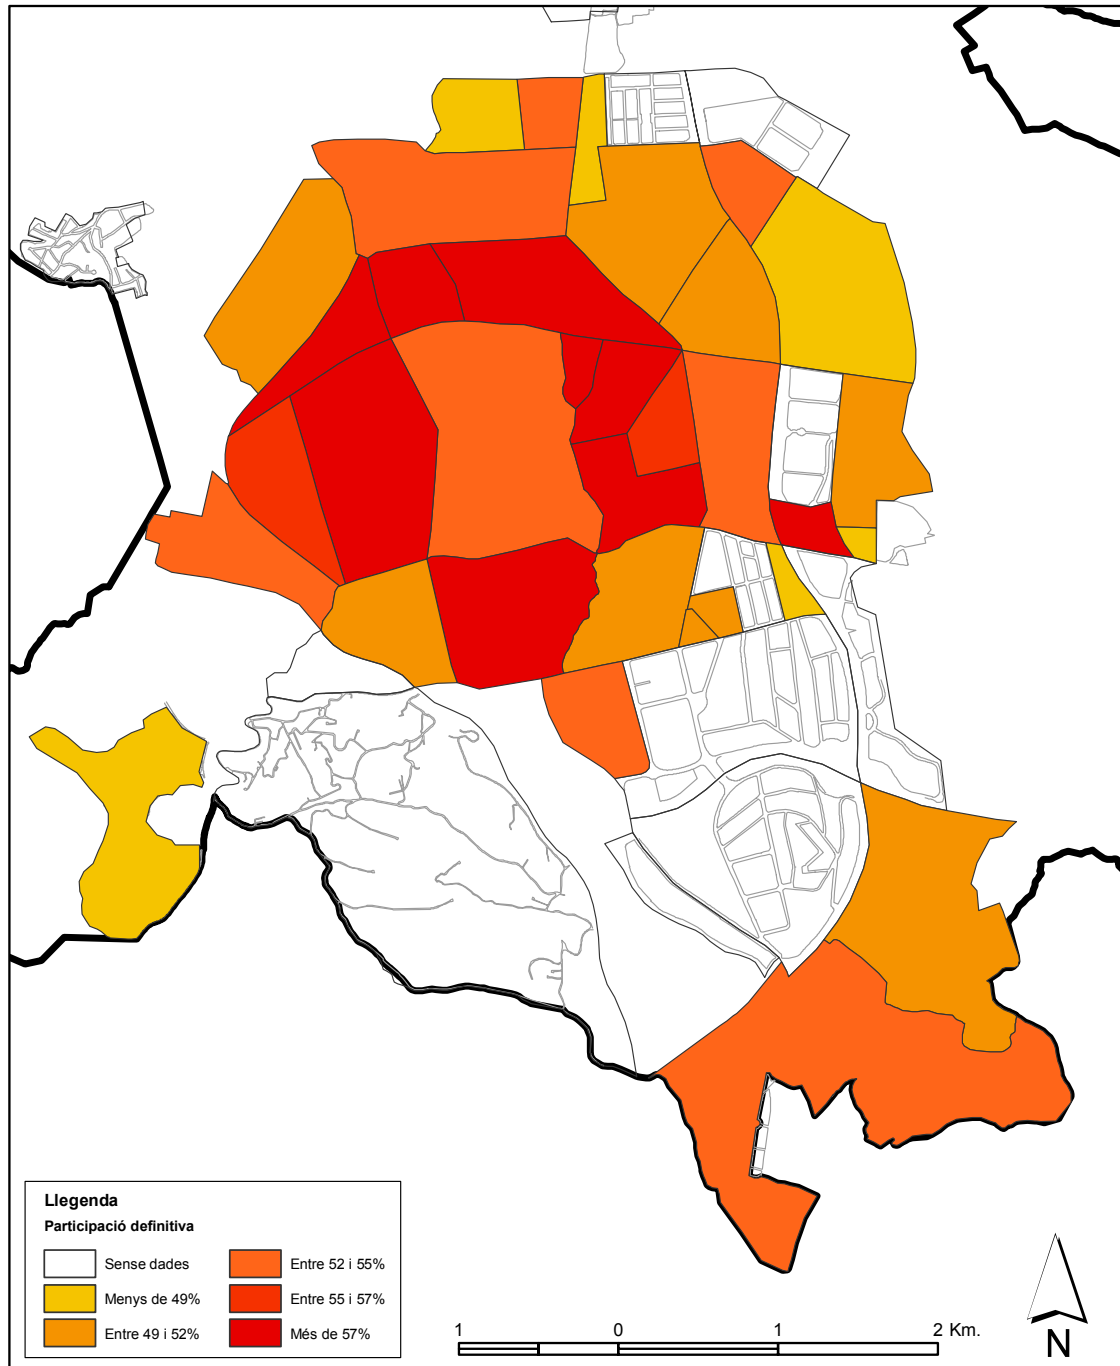 Llegenda
Participació definitiva
Sense dades
Menys de 49%
Entre 49 i 52%
Entre 52 i 55%
Entre 55 i 57%
Més de 57%
1 0 1 2 Km.
N